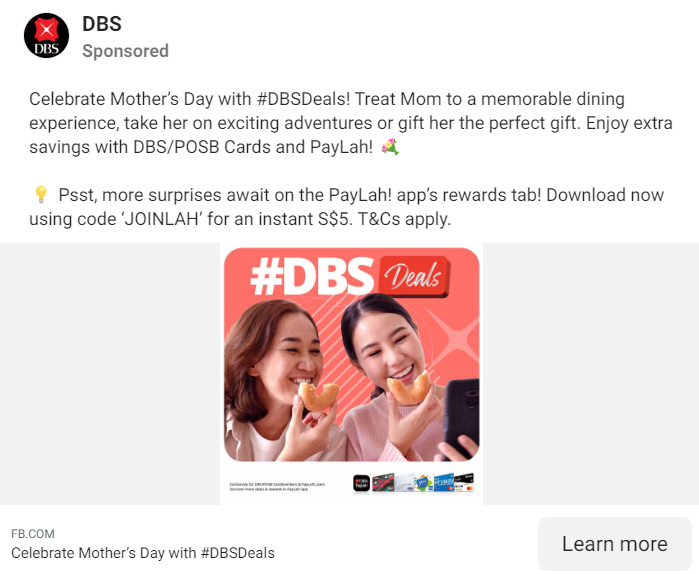 DBS
DBS
Sponsored
Celebrate Mother’s Day with #DBSDeals! Treat Mom to a memorable dining
experience, take her on exciting adventures or gift her the perfect gift. Enjoy extra
savings with DBS/POSB Cards and PayLah! 💐
💡 Psst, more surprises await on the PayLah! app’s rewards tab! Download now
using code ‘JOINLAH’ for an instant S$5. T&Cs apply.
#DBS Deals
Exclusively for DBS/POSB Cardmembers & PayLah! users
Discover more deals & rewards in PayLah! app
FB.COM
Celebrate Mother’s Day with #DBSDeals
Learn more